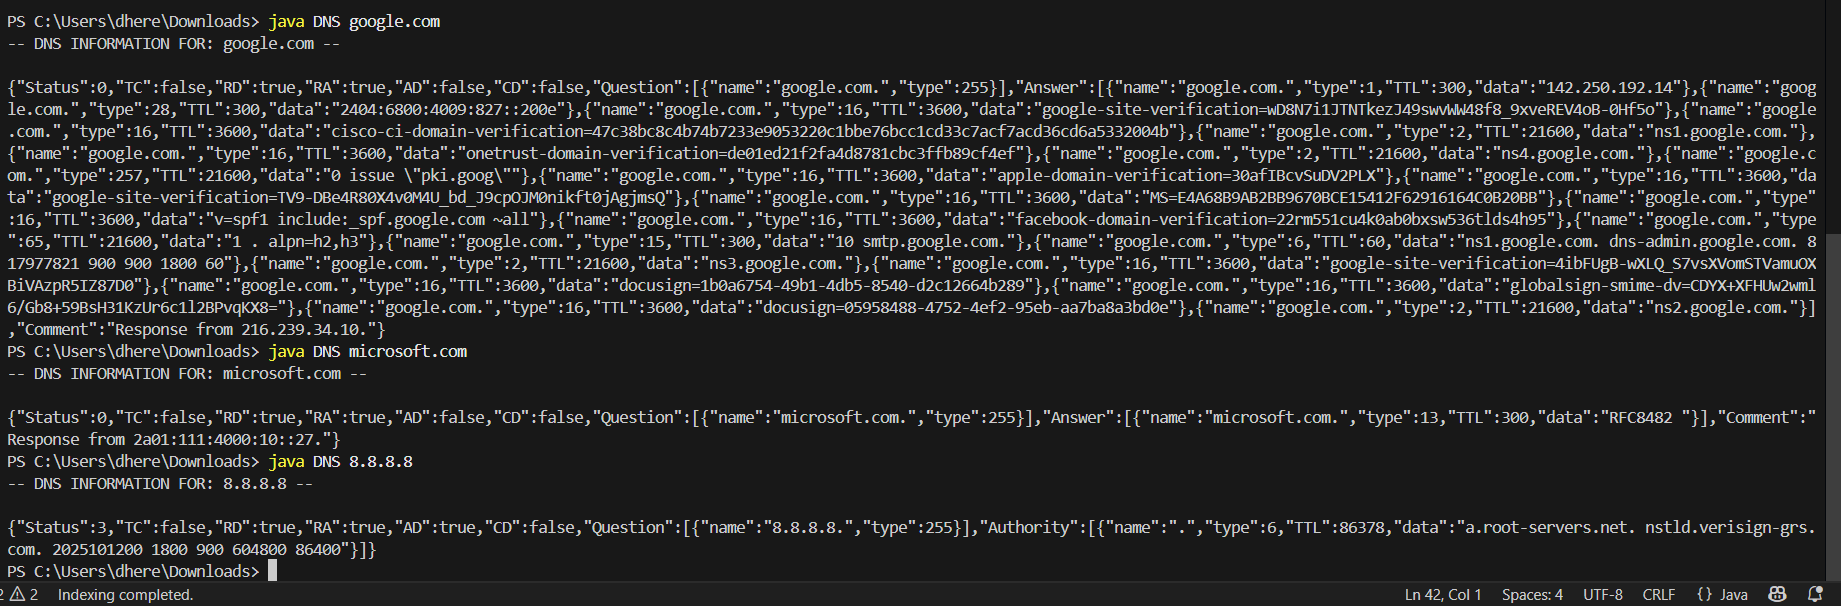 PS C:\Users\dhere\Downloads> java DNS google.com
-- DNS INFORMATION FOR: google.com --
{"Status":0,"TC":false,"RD":true,"RA":true,"AD":false,"CD":false,"Question":[{"name":"google.com.","type":255}],"Answer":[{"name":"google.com.","type":1,"TTL":300,"data":"142.250.192.14"},{"name":"goog
le.com.","type":28,"TTL":300,"data":"2404:6800:4009:827::200e"},{"name":"google.com.","type":16,"TTL":3600,"data":"google-site-verification=wD8N7i1JTNTkezJ49swvWW48f8_9xveREV4oB-0Hf5o"},{"name":"google
.com.","type":16,"TTL":3600,"data":"cisco-ci-domain-verification=47c38bc8c4b74b7233e9053220c1bbe76bcc1cd33c7acf7acd36cd6a5332004b"},{"name":"google.com.","type":2,"TTL":21600,"data":"ns1.google.com."},
{"name":"google.com.","type":16,"TTL":3600,"data":"onetrust-domain-verification=de01ed21f2fa4d8781cbc3ffb89cf4ef"},{"name":"google.com.","type":2,"TTL":21600,"data":"ns4.google.com."},{"name":"google.c
om.","type":257,"TTL":21600,"data":"0 issue \"pki.goog\""},{"name":"google.com.","type":16,"TTL":3600,"data":"apple-domain-verification=30afIBcvSuDV2PLX"},{"name":"google.com.","type":16,"TTL":3600,"da
ta":"google-site-verification=TV9-DBe4R80X4v0M4U_bd_J9cpOJM0nikft0jAgjmsQ"},{"name":"google.com.","type":16,"TTL":3600,"data":"MS=E4A68B9AB2BB9670BCE15412F62916164C0B20BB"},{"name":"google.com.","type"
:16,"TTL":3600,"data":"v=spf1 include:_spf.google.com ~all"},{"name":"google.com.","type":16,"TTL":3600,"data":"facebook-domain-verification=22rm551cu4k0ab0bxsw536tlds4h95"},{"name":"google.com.","type
":65,"TTL":21600,"data":"1 . alpn=h2,h3"},{"name":"google.com.","type":15,"TTL":300,"data":"10 smtp.google.com."},{"name":"google.com.","type":6,"TTL":60,"data":"ns1.google.com. dns-admin.google.com. 8
17977821 900 900 1800 60"},{"name":"google.com.","type":2,"TTL":21600,"data":"ns3.google.com."},{"name":"google.com.","type":16,"TTL":3600,"data":"google-site-verification=4ibFUgB-wXLQ_S7vsXVomSTVamuOX
BiVAzpR5IZ87D0"},{"name":"google.com.","type":16,"TTL":3600,"data":"docusign=1b0a6754-49b1-4db5-8540-d2c12664b289"},{"name":"google.com.","type":16,"TTL":3600,"data":"globalsign-smime-dv=CDYX+XFHUw2wml
6/Gb8+59BsH31KzUr6c1l2BPvqKX8="},{"name":"google.com.","type":16,"TTL":3600,"data":"docusign=05958488-4752-4ef2-95eb-aa7ba8a3bd0e"},{"name":"google.com.","type":2,"TTL":21600,"data":"ns2.google.com."}]
,"Comment":"Response from 216.239.34.10."}
PS C:\Users\dhere\Downloads> java DNS microsoft.com
-- DNS INFORMATION FOR: microsoft.com --
{"Status":0,"TC":false,"RD":true,"RA":true,"AD":false,"CD":false,"Question":[{"name":"microsoft.com.","type":255}],"Answer":[{"name":"microsoft.com.","type":13,"TTL":300,"data":"RFC8482 "}],"Comment":"
Response from 2a01:111:4000:10::27."}
PS C:\Users\dhere\Downloads> java DNS 8.8.8.8
-- DNS INFORMATION FOR: 8.8.8.8 --
{"Status":3,"TC":false,"RD":true,"RA":true,"AD":true,"CD":false,"Question":[{"name":"8.8.8.8.","type":255}],"Authority":[{"name":".","type":6,"TTL":86378,"data":"a.root-servers.net. nstld.verisign-grs.
com. 2025101200 1800 900 604800 86400"}]}
PS C:\Users\dhere\Downloads>
2 2 Indexing completed. Ln 42, Col 1 Spaces: 4 UTF-8 CRLF {} Java